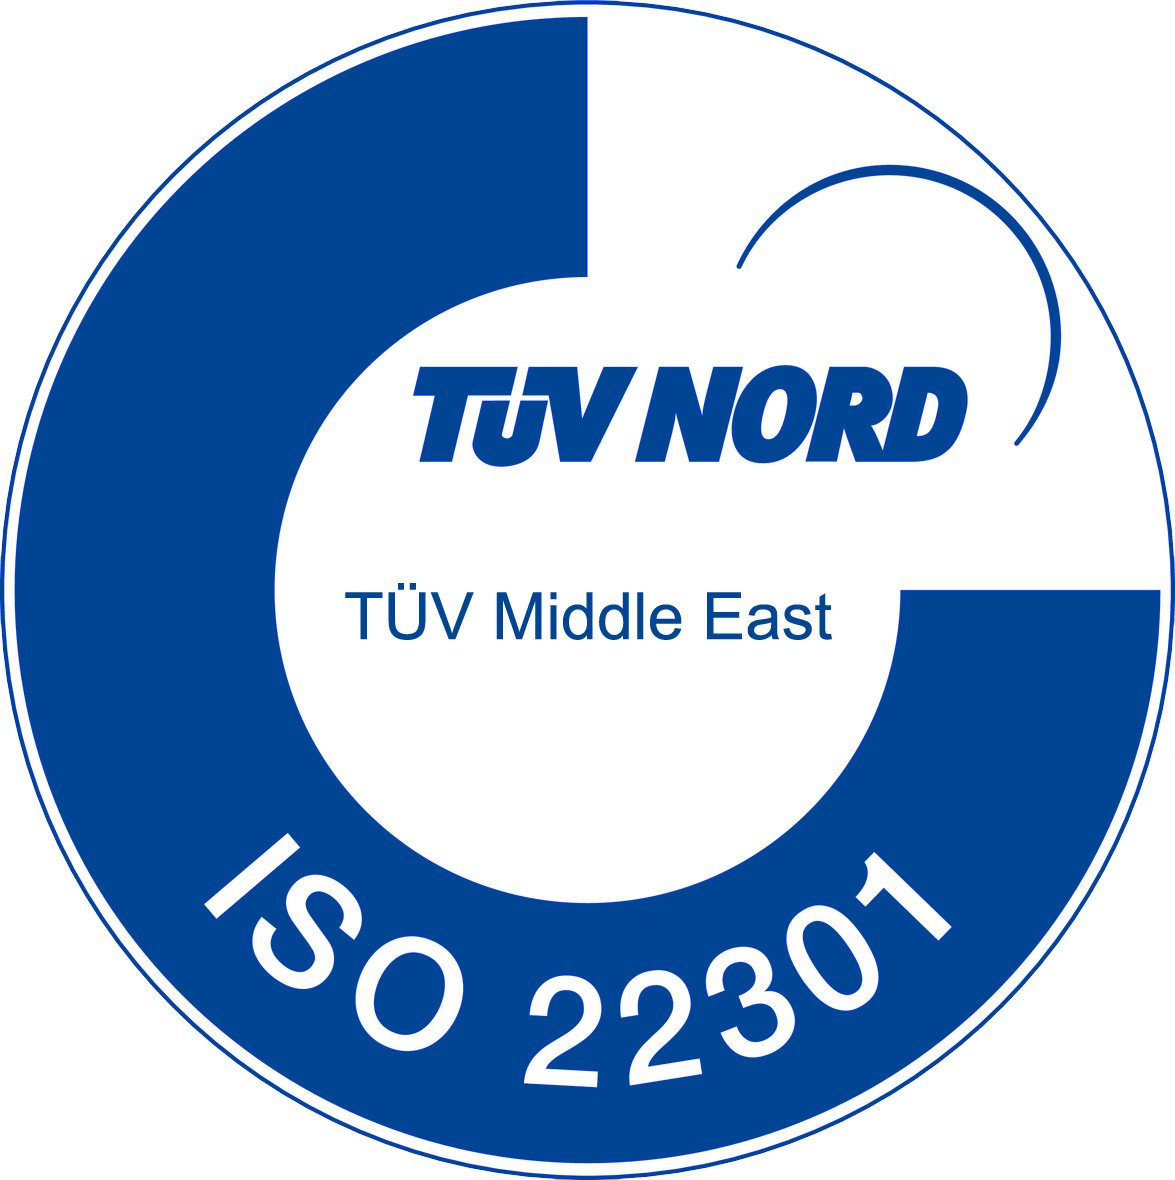 TÜV NORD
TÜV Middle East
ISO 22301